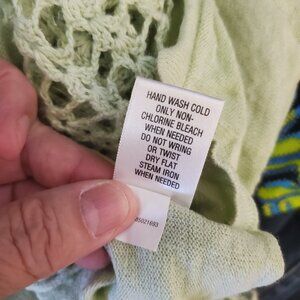 HAND WASH COLD
ONLY NON-
CHLORINE BLEACH
WHEN NEEDED
DO NOT WRING
OR TWIST
DRY FLAT
STEAM IRON
WHEN NEEDED